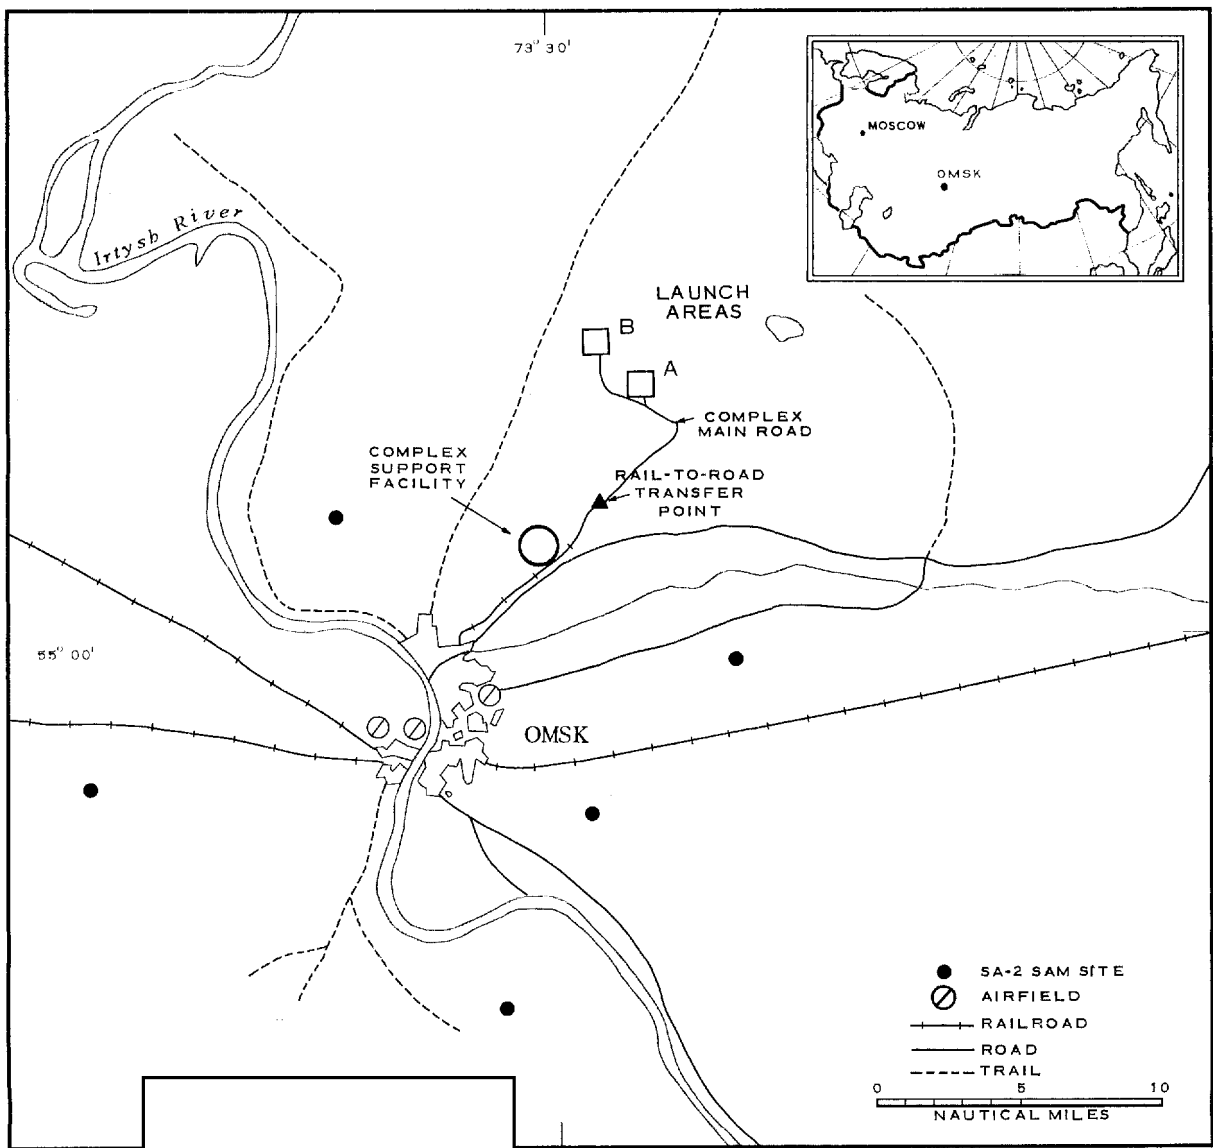 73° 30'
MOSCOW
OMSK
Irtysh River
LAUNCH
AREAS
B
A
COMPLEX
MAIN ROAD
COMPLEX
SUPPORT
FACILITY
RAIL-TO-ROAD
TRANSFER
POINT
55° 00'
OMSK
SA-2 SAM SITE
AIRFIELD
RAILROAD
ROAD
TRAIL
0 5 10
NAUTICAL MILES